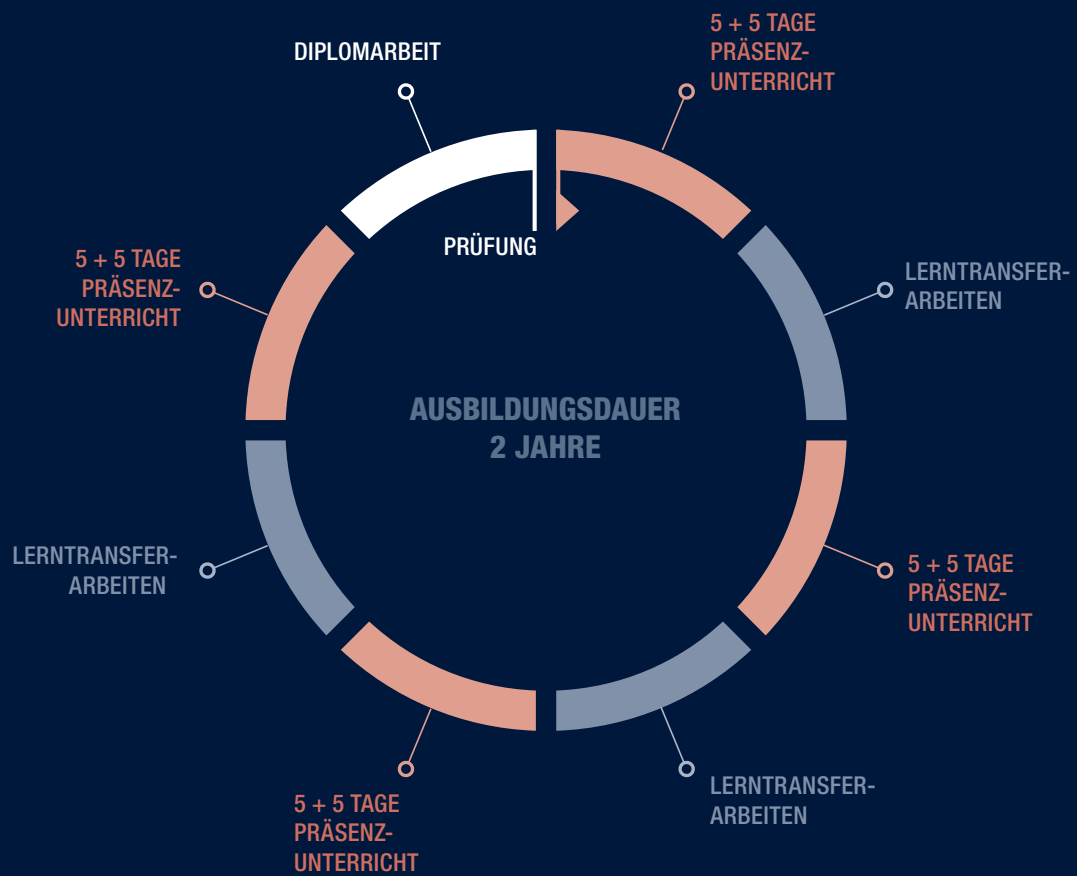 DIPLOMARBEIT
5 + 5 TAGE
PRÄSENZ-
UNTERRICHT
PRÜFUNG
LERNTRANSFER-
ARBEITEN
5 + 5 TAGE
PRÄSENZ-
UNTERRICHT
LERNTRANSFER-
ARBEITEN
5 + 5 TAGE
PRÄSENZ-
UNTERRICHT
LERNTRANSFER-
ARBEITEN
5 + 5 TAGE
PRÄSENZ-
UNTERRICHT
AUSBILDUNGSDAUER
2 JAHRE